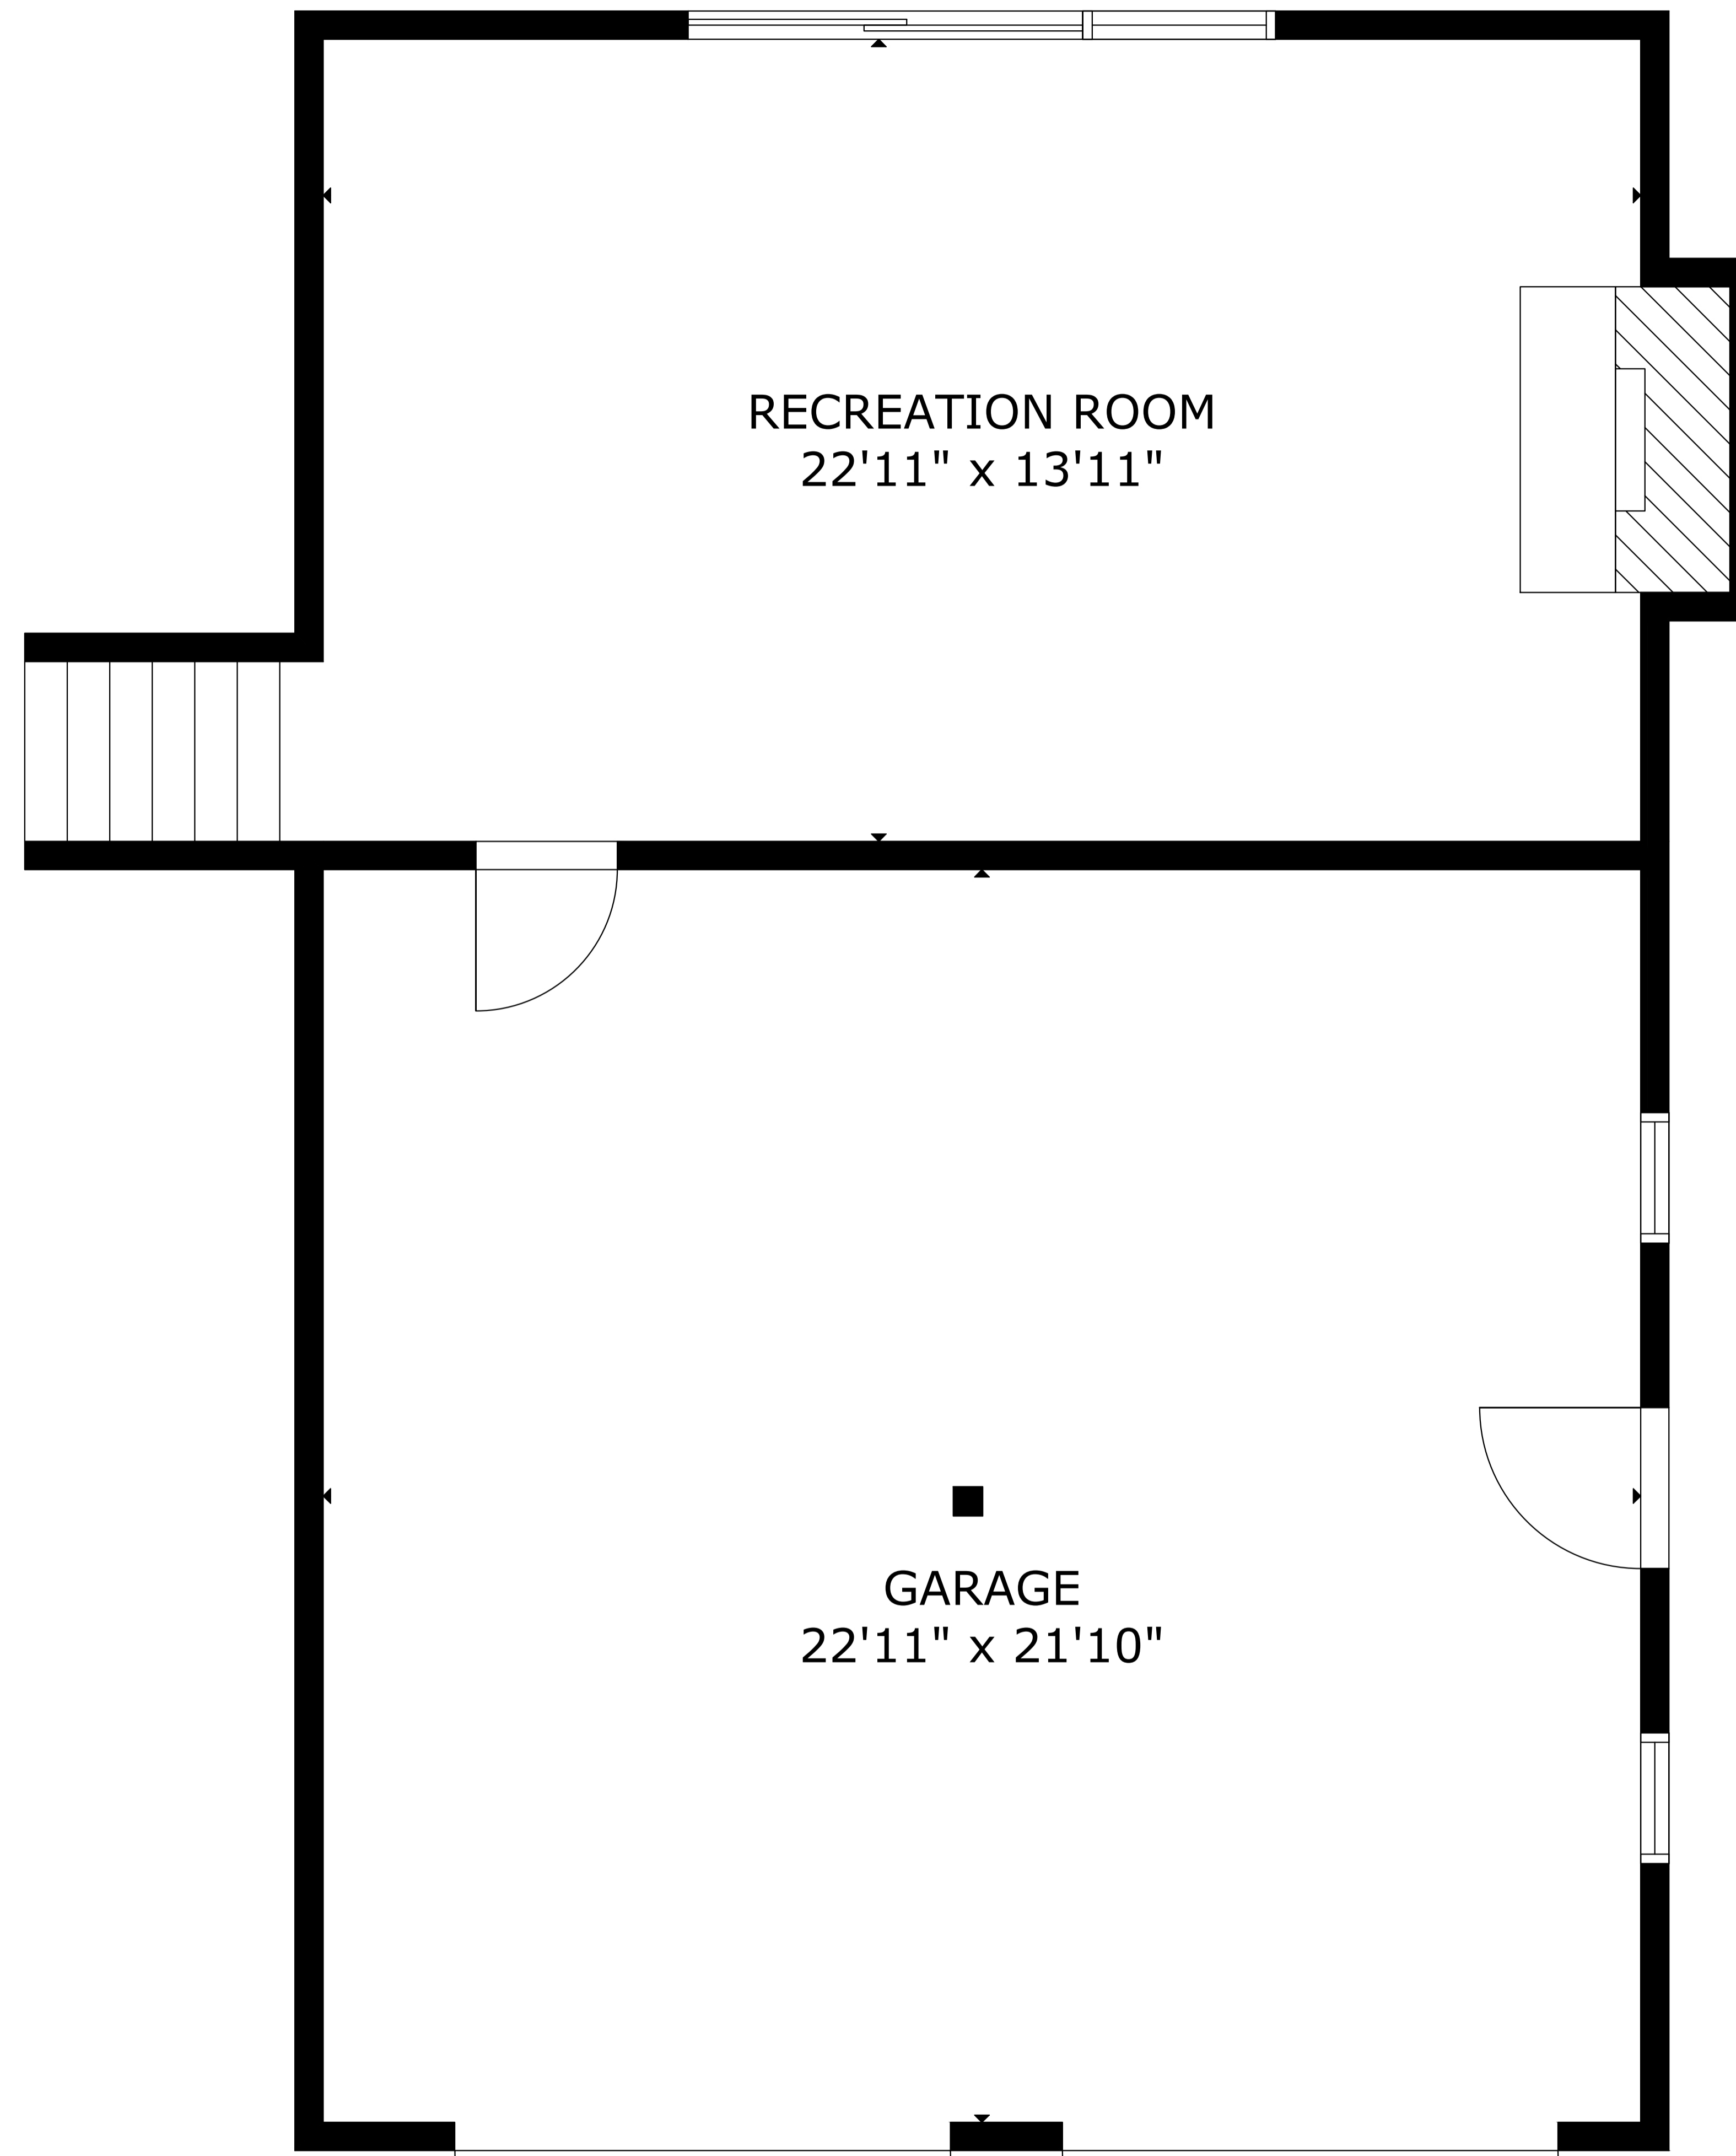 RECREATION ROOM
22'11" x 13'11"
GARAGE
22'11" x 21'10"